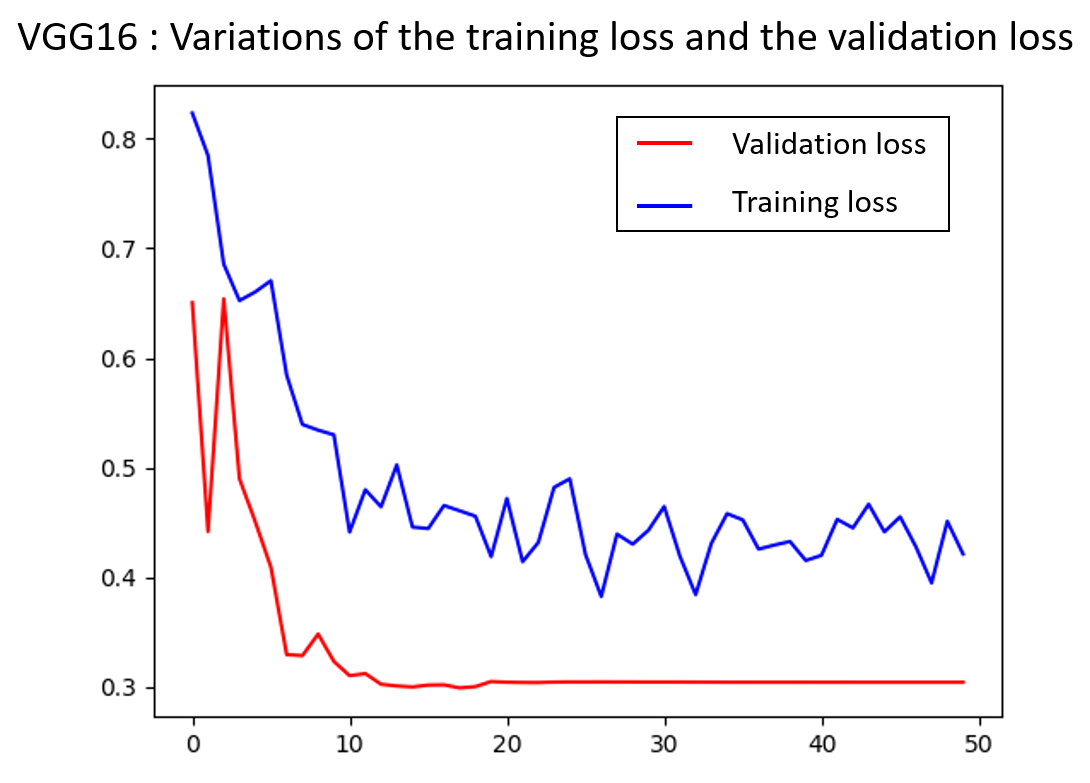 VGG16 : Variations of the training loss and the validation loss
Validation loss
Training loss
0.8
0.7
0.6
0.5
0.4
0.3
0 10 20 30 40 50